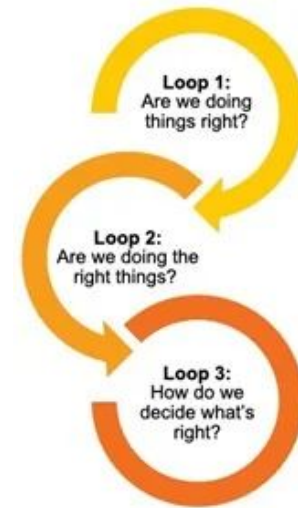 Loop 1:
Are we doing
things right?
Loop 2:
Are we doing the
right things?
Loop 3:
How do we
decide what's
right?